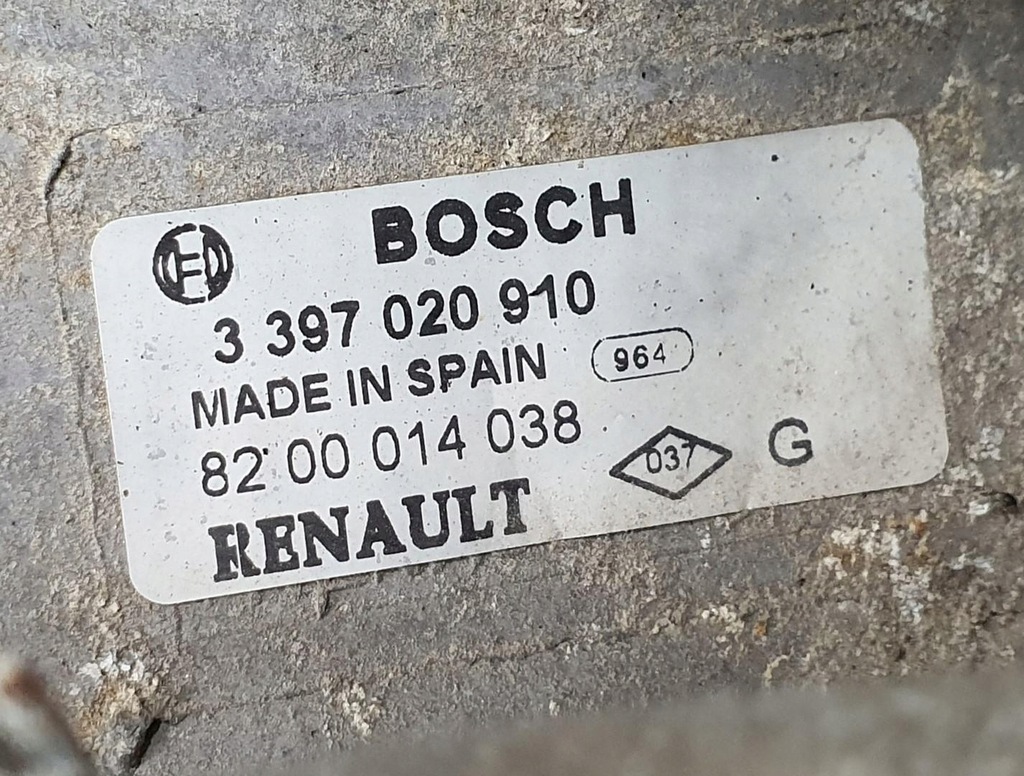 BOSCH
3 397 020 910
MADE IN SPAIN 964
82 00 014 038
037 G
RENAULT